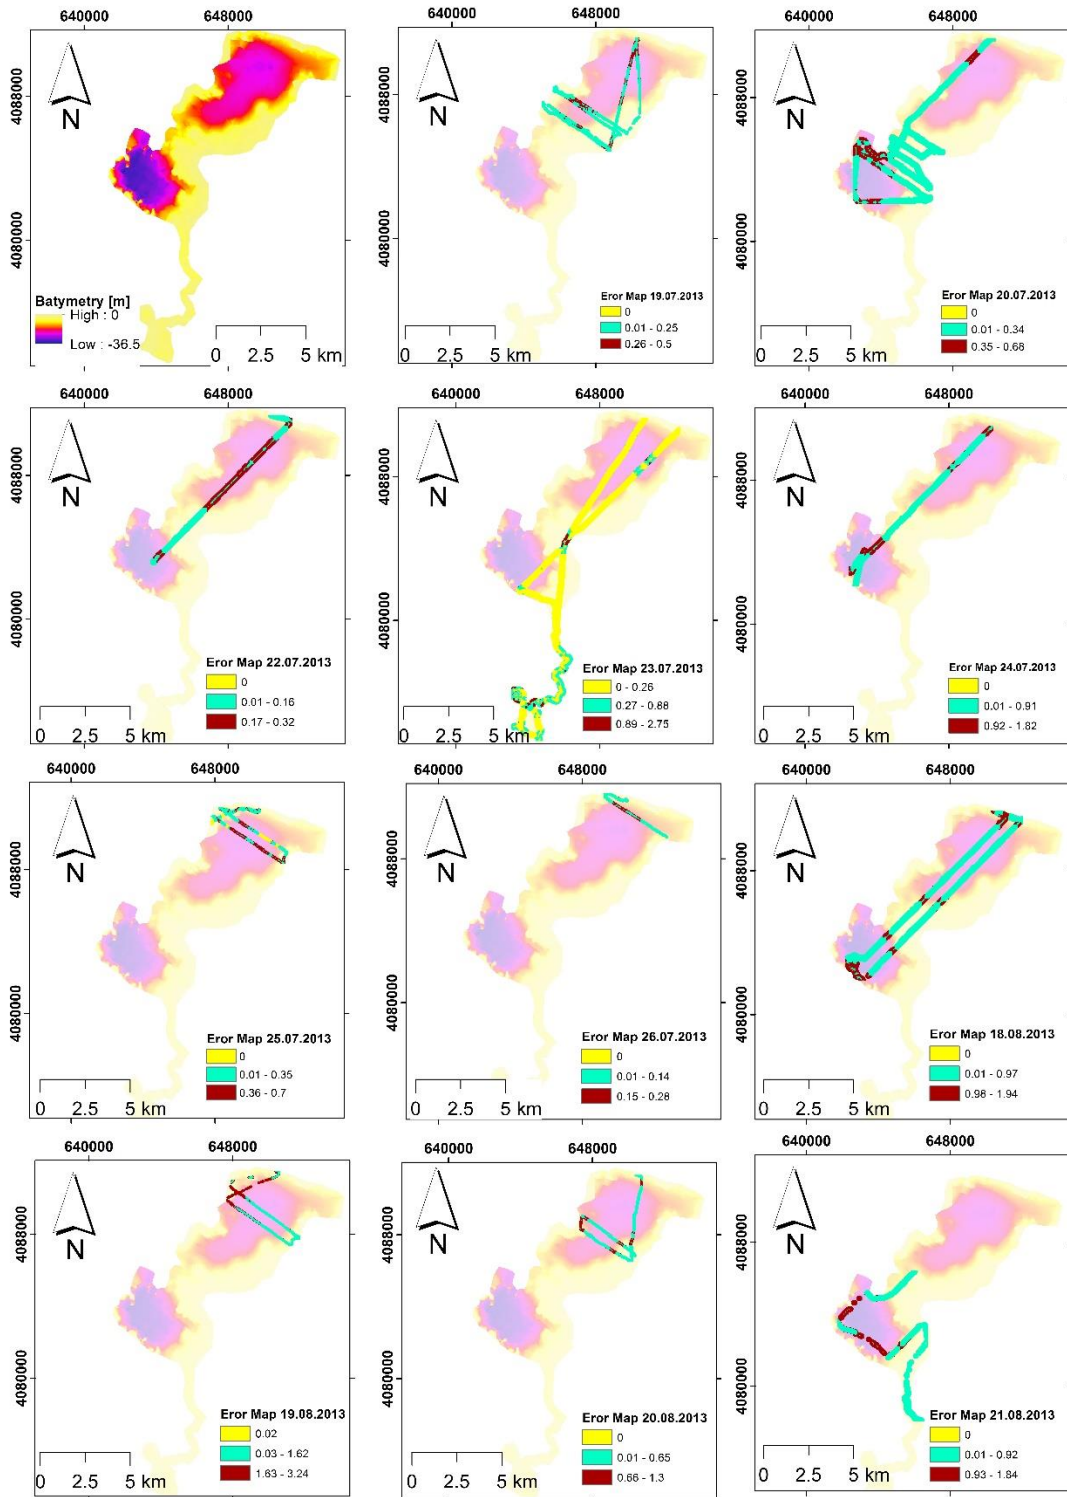 640000 648000
4088000
4080000
N
Batymetry [m]
High : 0
Low : -36.5
0 2.5 5 km
640000 648000
4088000
4080000
N
Eror Map 19.07.2013
0
0.01 - 0.25
0.26 - 0.5
0 2.5 5 km
640000 648000
4088000
4080000
N
Eror Map 20.07.2013
0
0.01 - 0.34
0.35 - 0.68
0 2.5 5 km
640000 648000
4088000
4080000
N
Eror Map 22.07.2013
0
0.01 - 0.16
0.17 - 0.32
0 2.5 5 km
640000 648000
4088000
4080000
N
Eror Map 23.07.2013
0 - 0.26
0.27 - 0.88
0.89 - 2.75
0 2.5 5 km
640000 648000
4088000
4080000
N
Eror Map 24.07.2013
0
0.01 - 0.91
0.92 - 1.82
0 2.5 5 km
640000 648000
4088000
4080000
N
Eror Map 25.07.2013
0
0.01 - 0.35
0.36 - 0.7
0 2.5 5 km
640000 648000
4088000
4080000
N
Eror Map 26.07.2013
0
0.01 - 0.14
0.15 - 0.28
0 2.5 5 km
640000 648000
4088000
4080000
N
Eror Map 18.08.2013
0
0.01 - 0.97
0.98 - 1.94
0 2.5 5 km
640000 648000
4088000
4080000
N
Eror Map 19.08.2013
0.02
0.03 - 1.62
1.63 - 3.24
0 2.5 5 km
640000 648000
4088000
4080000
N
Eror Map 20.08.2013
0
0.01 - 0.65
0.66 - 1.3
0 2.5 5 km
640000 648000
4088000
4080000
N
Eror Map 21.08.2013
0
0.01 - 0.92
0.93 - 1.84
0 2.5 5 km